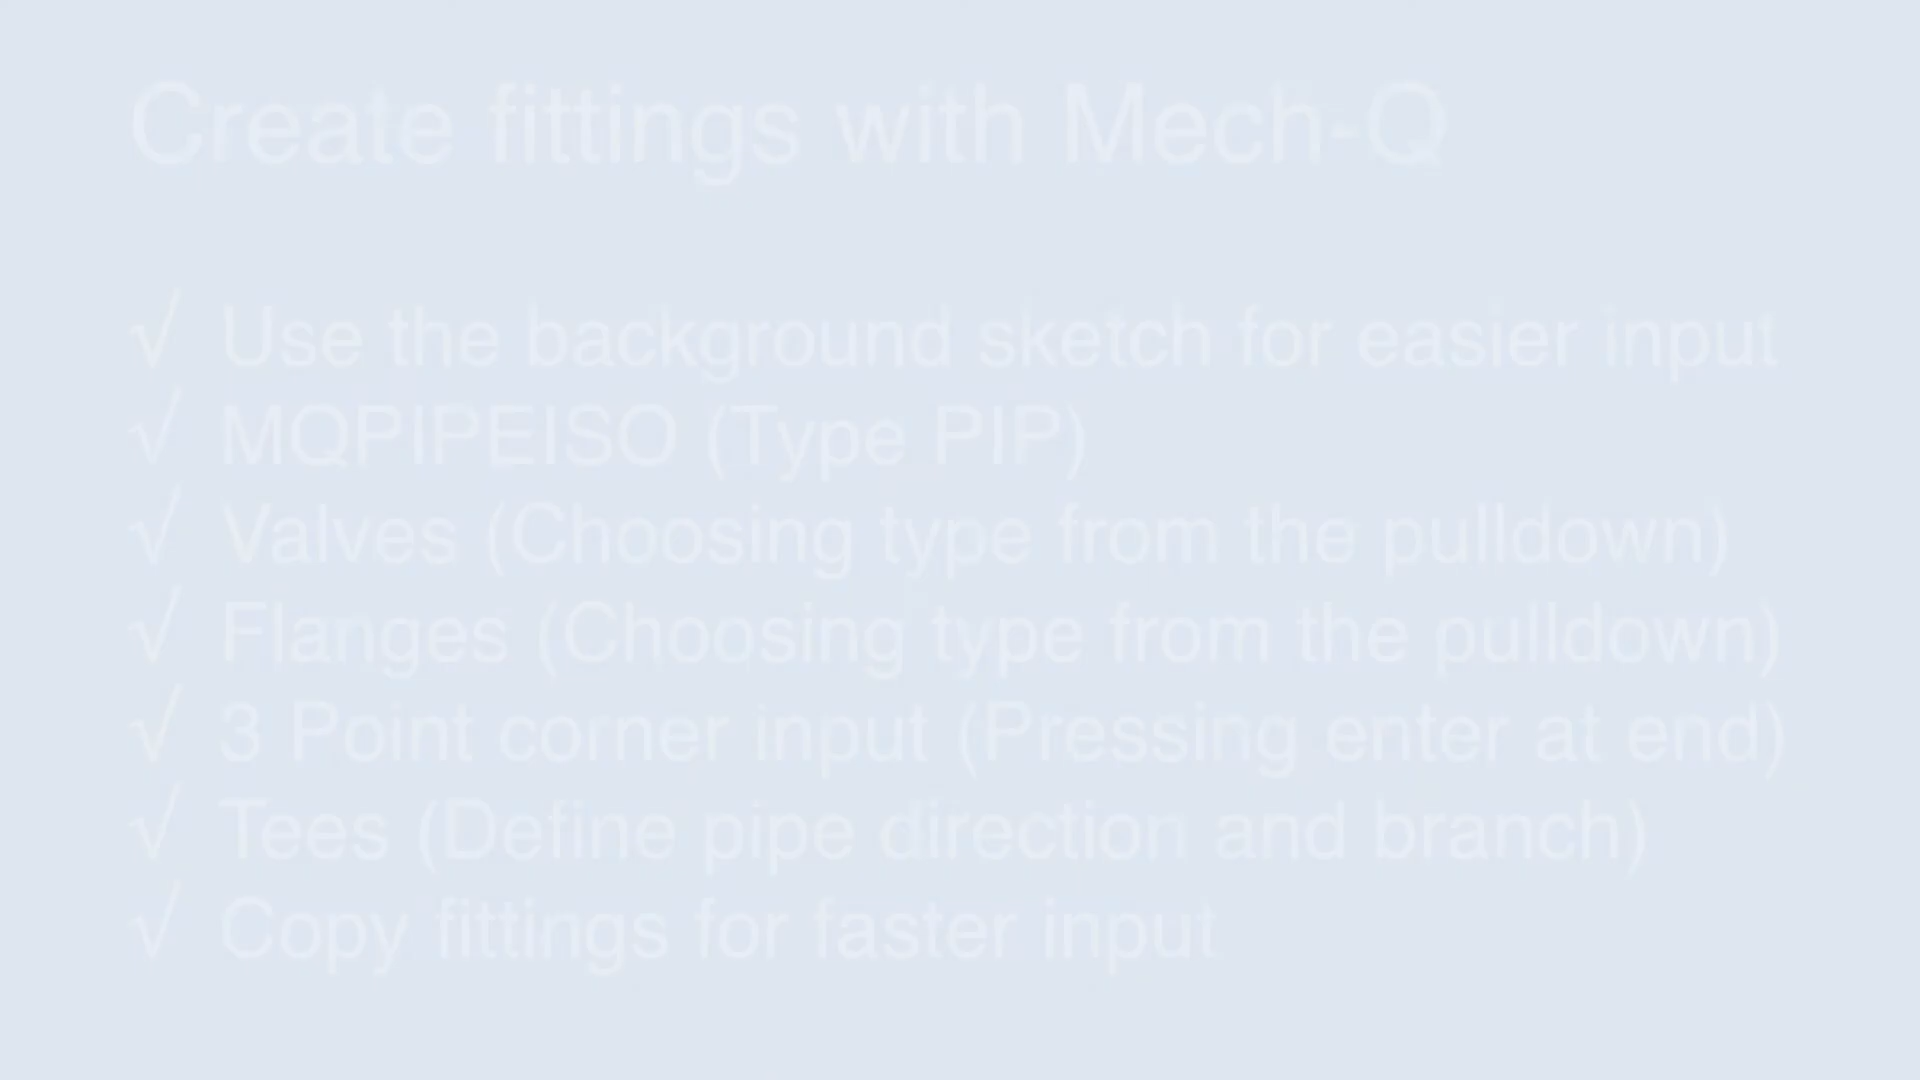 Create fittings with Mech-Q
√ Use the background sketch for easier input
√ MQPIPEISO (Type PIP)
√ Valves (Choosing type from the pulldown)
√ Flanges (Choosing type from the pulldown)
√ 3 Point corner input (Pressing enter at end)
√ Tees (Define pipe direction and branch)
√ Copy fittings for faster input